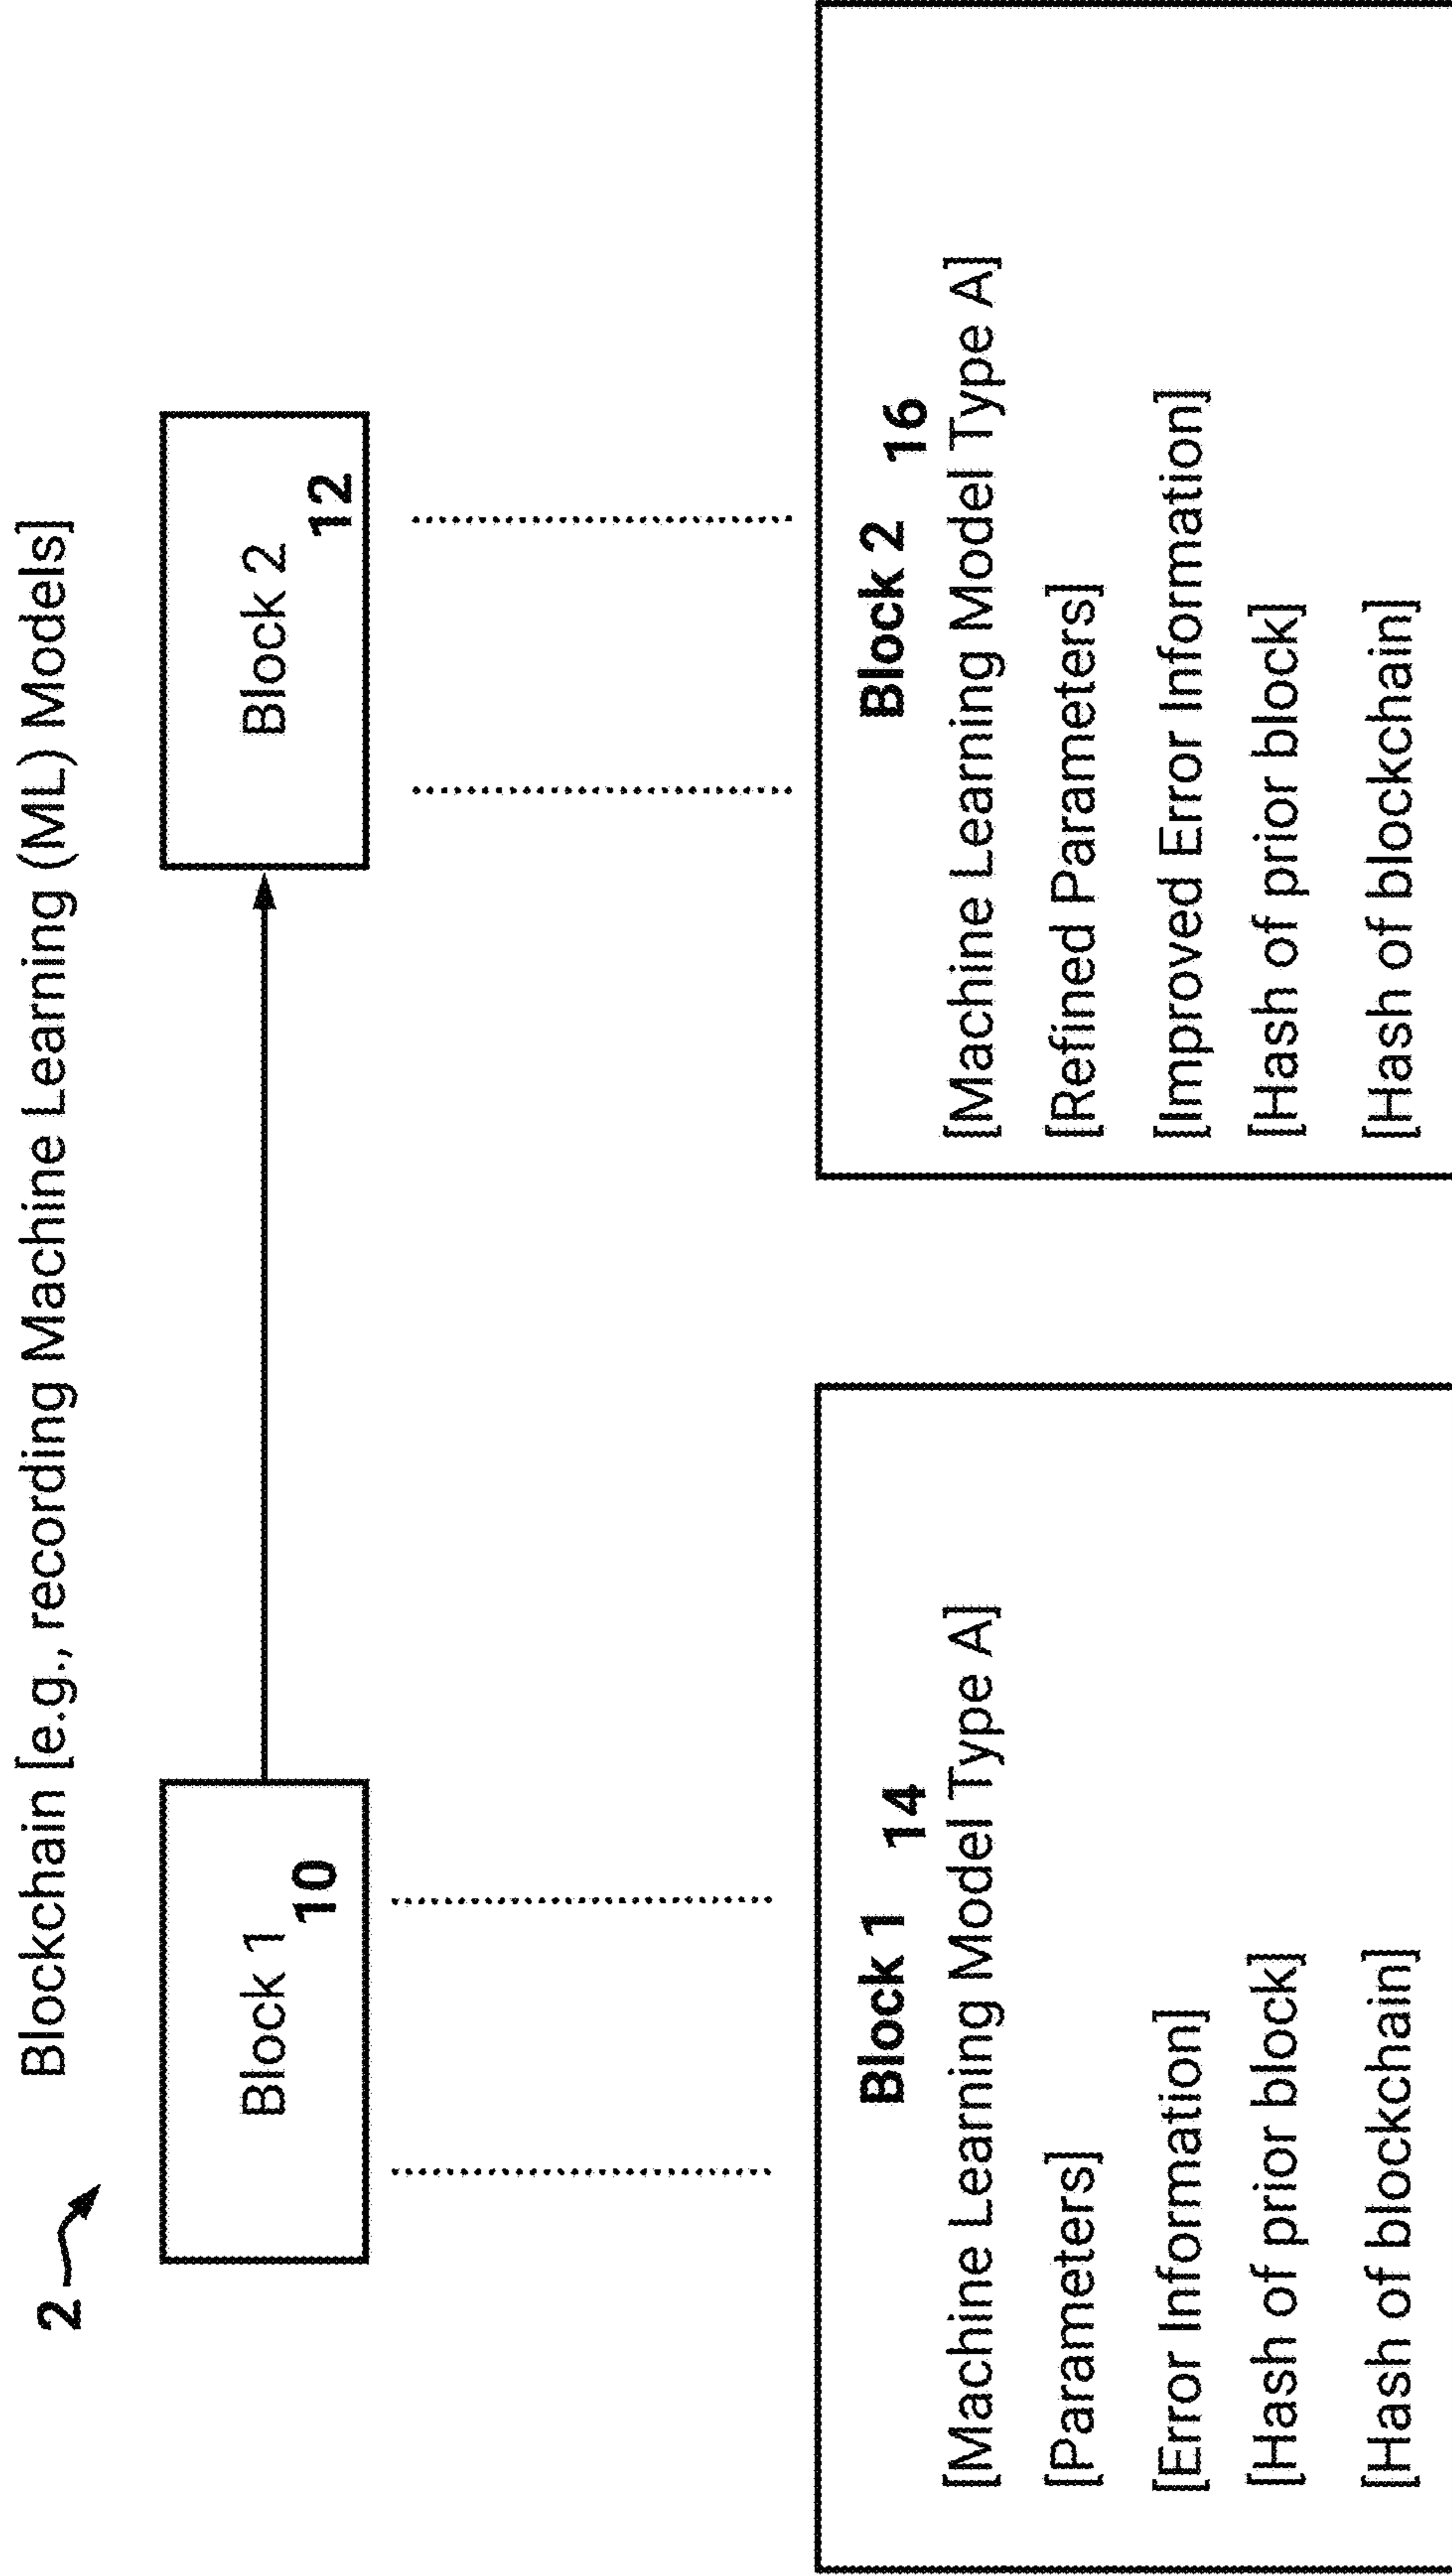 2
Blockchain [e.g., recording Machine Learning (ML) Models]
Block 1
10
Block 2
12
Block 1 14
[Machine Learning Model Type A]
[Parameters]
[Error Information]
[Hash of prior block]
[Hash of blockchain]
Block 2 16
[Machine Learning Model Type A]
[Refined Parameters]
[Improved Error Information]
[Hash of prior block]
[Hash of blockchain]